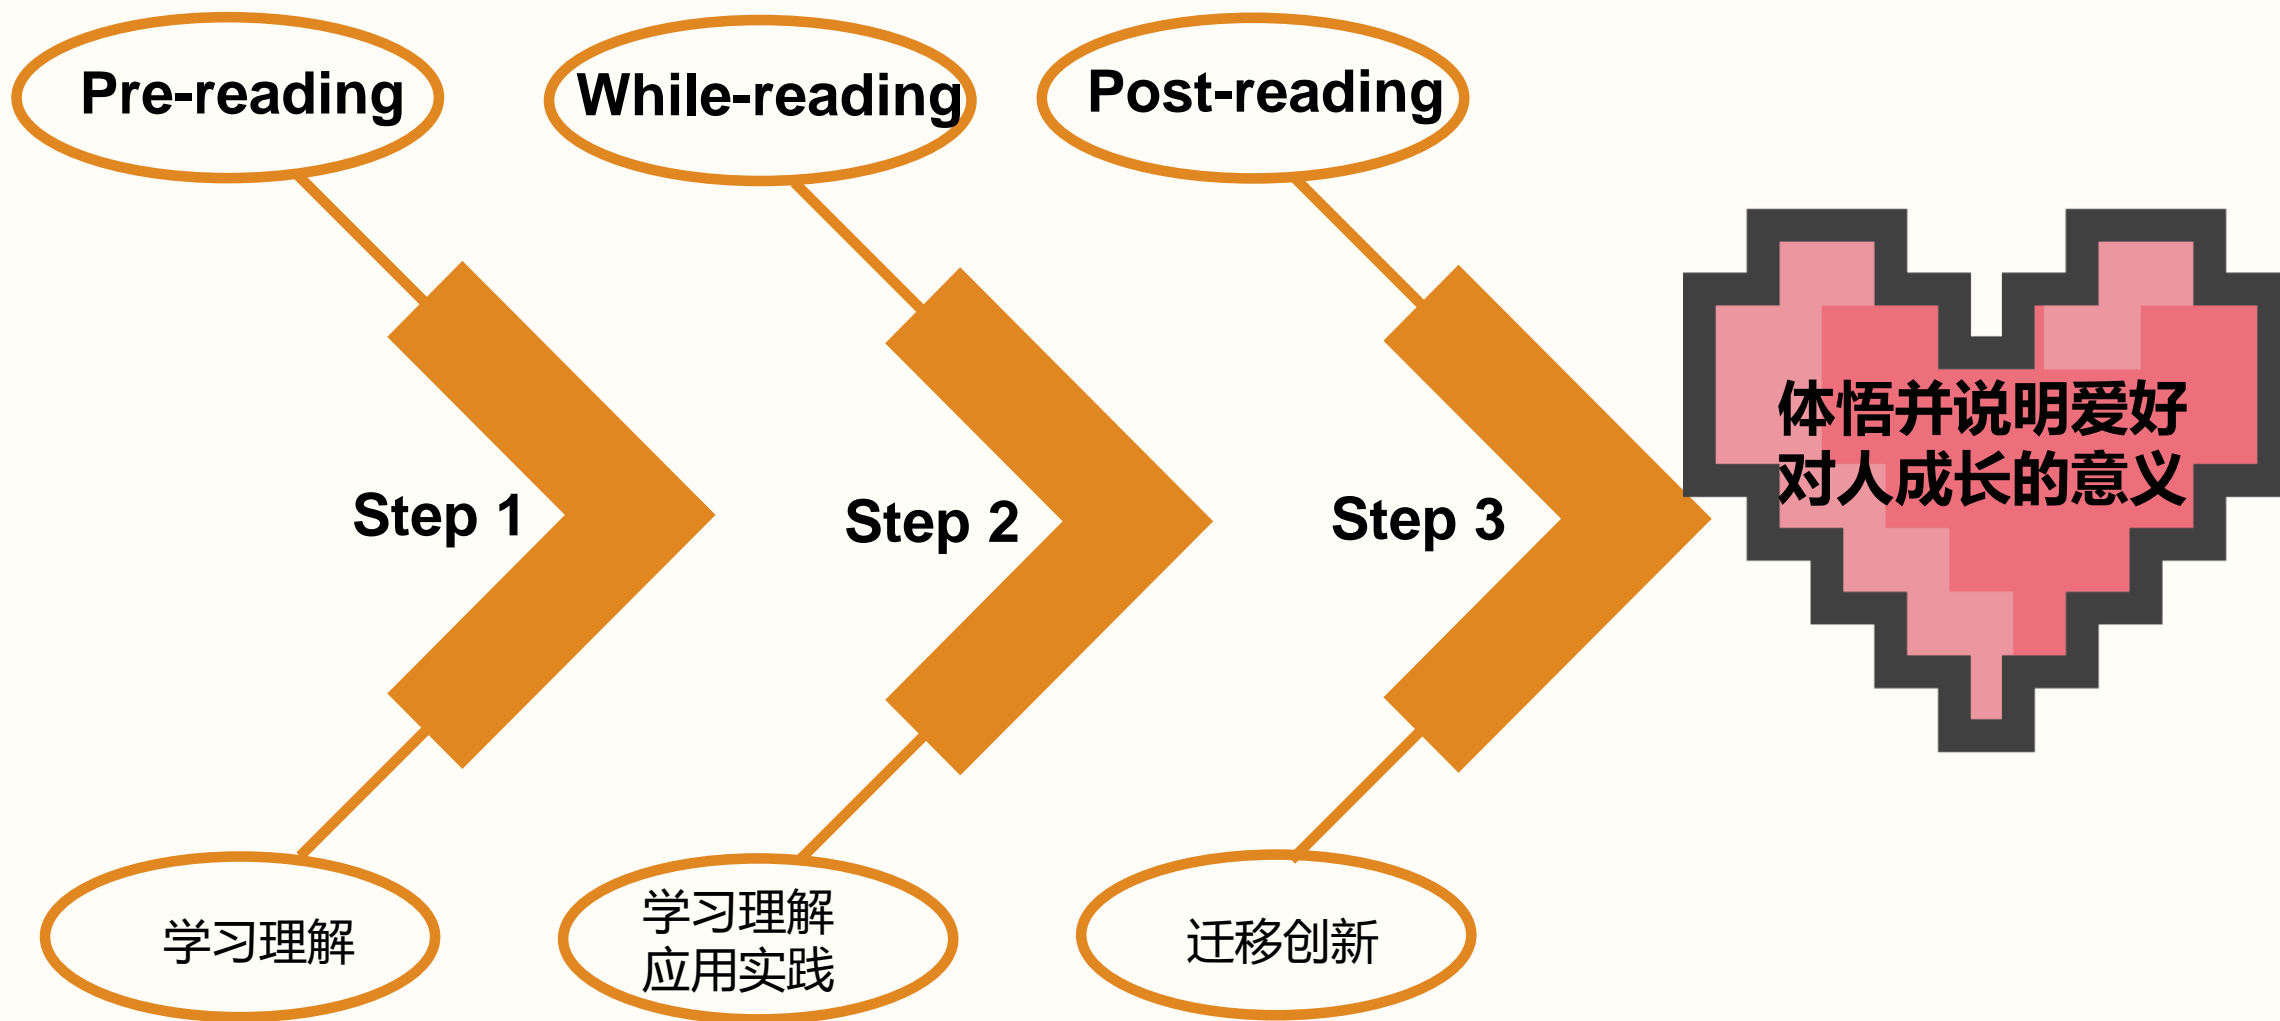 Pre-reading
While-reading
Post-reading
体悟并说明爱好
对人成长的意义
Step 1
Step 2
Step 3
学习理解
学习理解
应用实践
迁移创新